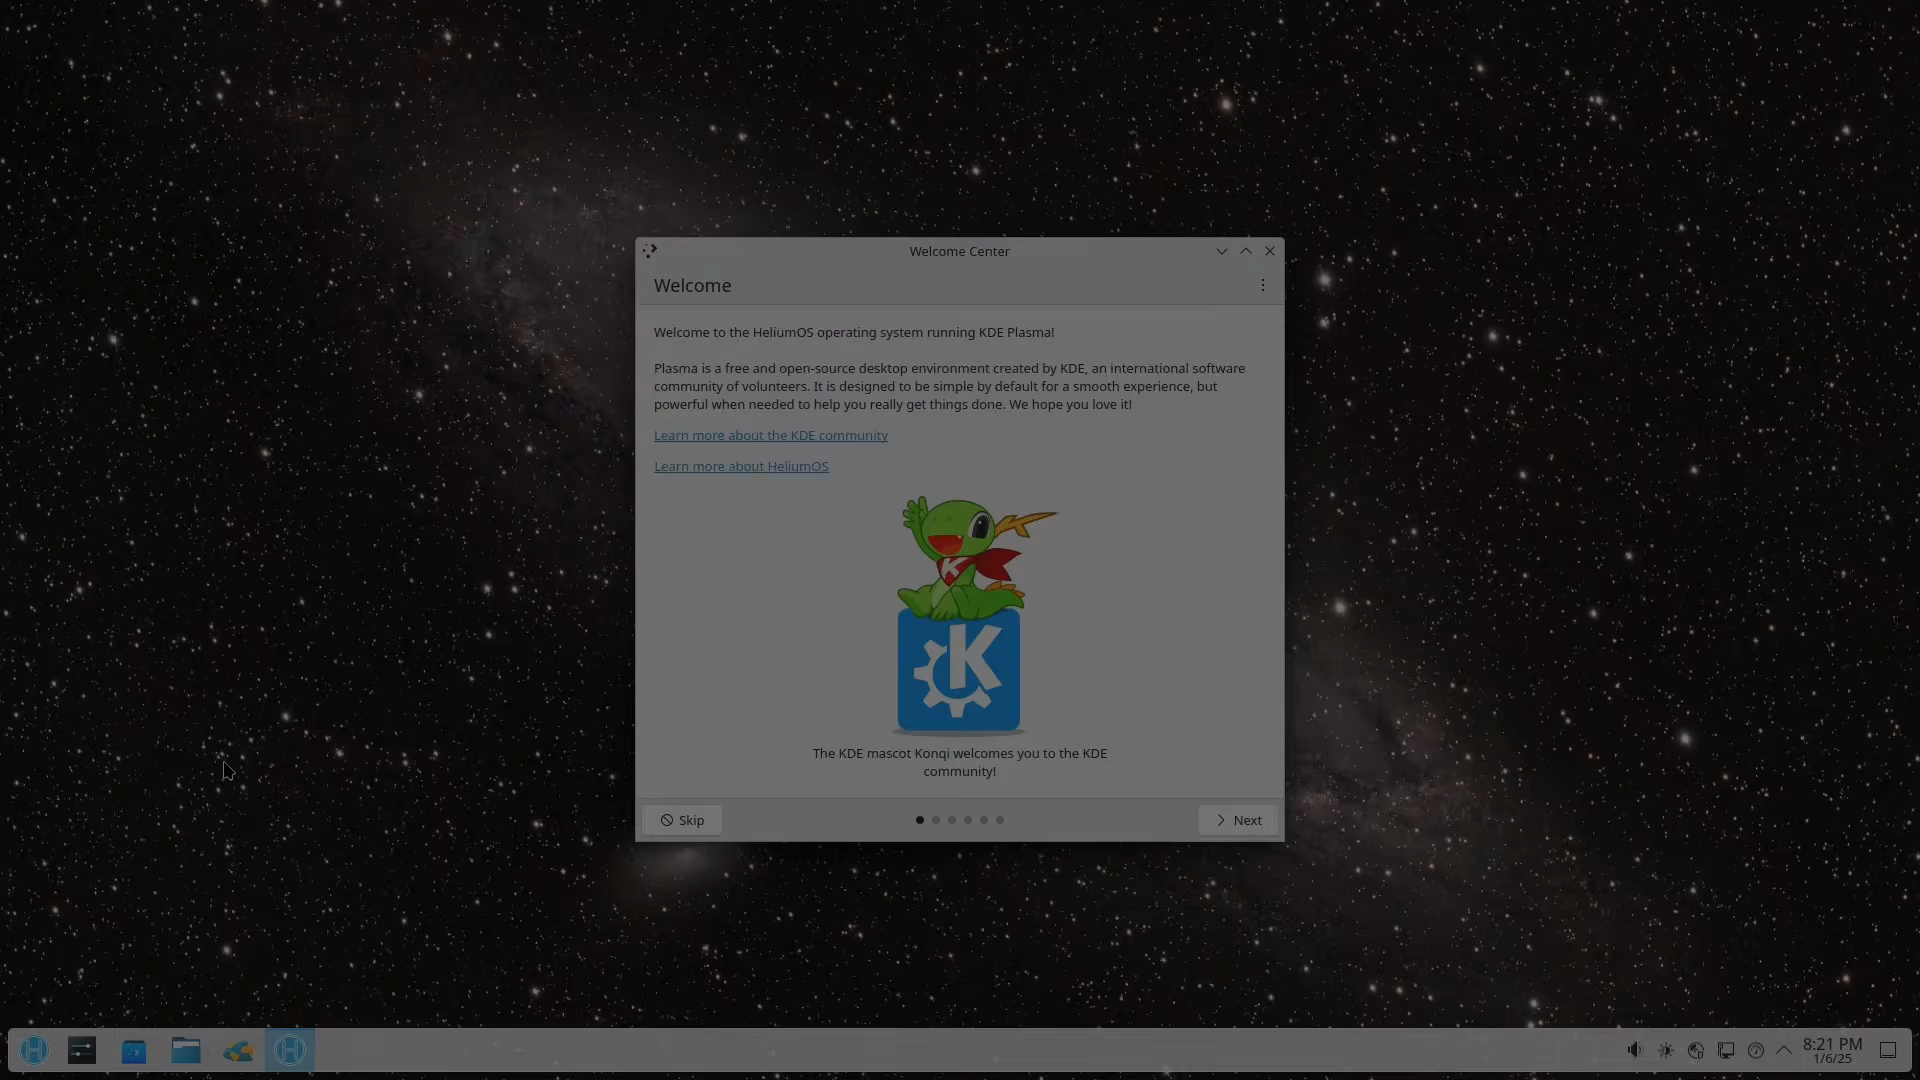 Welcome Center
Welcome
Welcome to the HeliumOS operating system running KDE Plasma!
Plasma is a free and open-source desktop environment created by KDE, an international software
community of volunteers. It is designed to be simple by default for a smooth experience, but
powerful when needed to help you really get things done. We hope you love it!
Learn more about the KDE community
Learn more about HeliumOS
K
K
The KDE mascot Konqi welcomes you to the KDE
community!
Skip
Next
H
H
8:21 PM
1/6/25